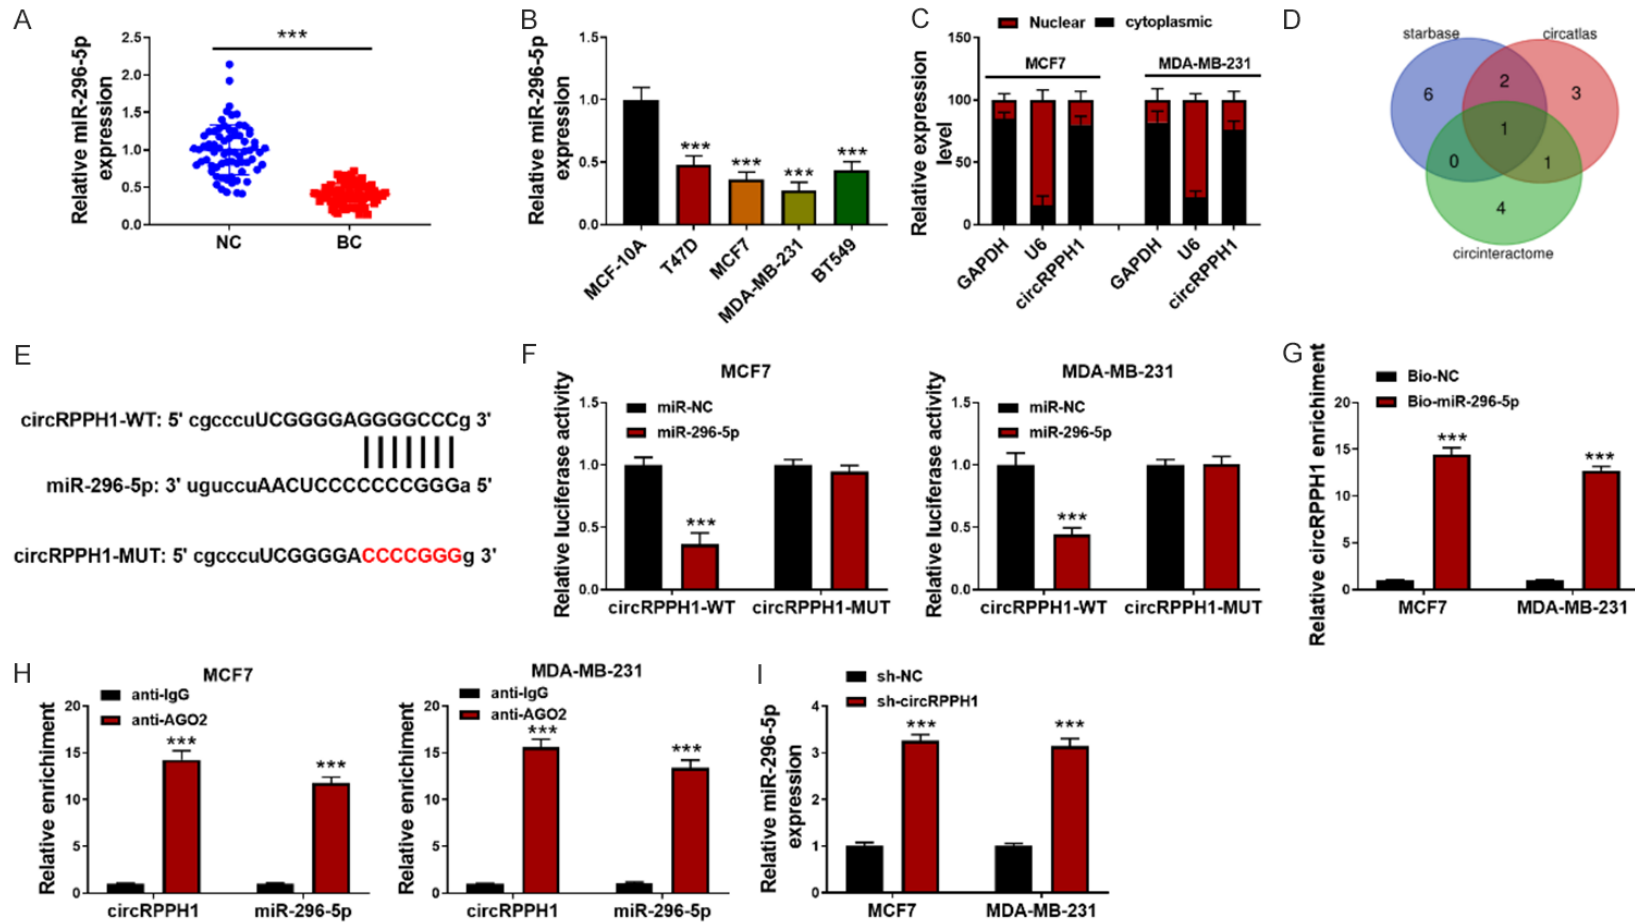 A
Relative miR-296-5p
expression
2.5
2.0
1.5
1.0
0.5
0.0
***
NC
BC
B
Relative miR-296-5p
expression
1.5
1.0
0.5
0.0
***
***
***
***
MCF-10A
T47D
MCF7
MDA-MB-231
BT549
C
Nuclear
cytoplasmic
Relative expression
level
150
100
50
0
MCF7
MDA-MB-231
GAPDH
U6
circRPPH1
GAPDH
U6
circRPPH1
D
starbase
circatlas
6
2
3
1
0
1
4
circinteractome
E
circRPPH1-WT: 5' cgcccuUCGGGGAGGGGCCCg 3'
miR-296-5p: 3' uguccuAACUCCCCCCCGGGa 5'
circRPPH1-MUT: 5' cgcccuUCGGGGACCCCGGGg 3'
F
MCF7
Relative luciferase activity
1.5
1.0
0.5
0.0
miR-NC
miR-296-5p
***
circRPPH1-WT
circRPPH1-MUT
MDA-MB-231
Relative luciferase activity
1.5
1.0
0.5
0.0
miR-NC
miR-296-5p
***
circRPPH1-WT
circRPPH1-MUT
G
Relative circRPPH1 enrichiment
Bio-NC
Bio-miR-296-5p
20
15
10
5
0
***
***
MCF7
MDA-MB-231
H
MCF7
Relative enrichiment
anti-IgG
anti-AGO2
20
15
10
5
0
***
***
circRPPH1
miR-296-5p
MDA-MB-231
Relative enrichiment
anti-IgG
anti-AGO2
20
15
10
5
0
***
***
circRPPH1
miR-296-5p
I
sh-NC
sh-circRPPH1
Relative miR-296-5p
expression
4
3
2
1
0
***
***
MCF7
MDA-MB-231